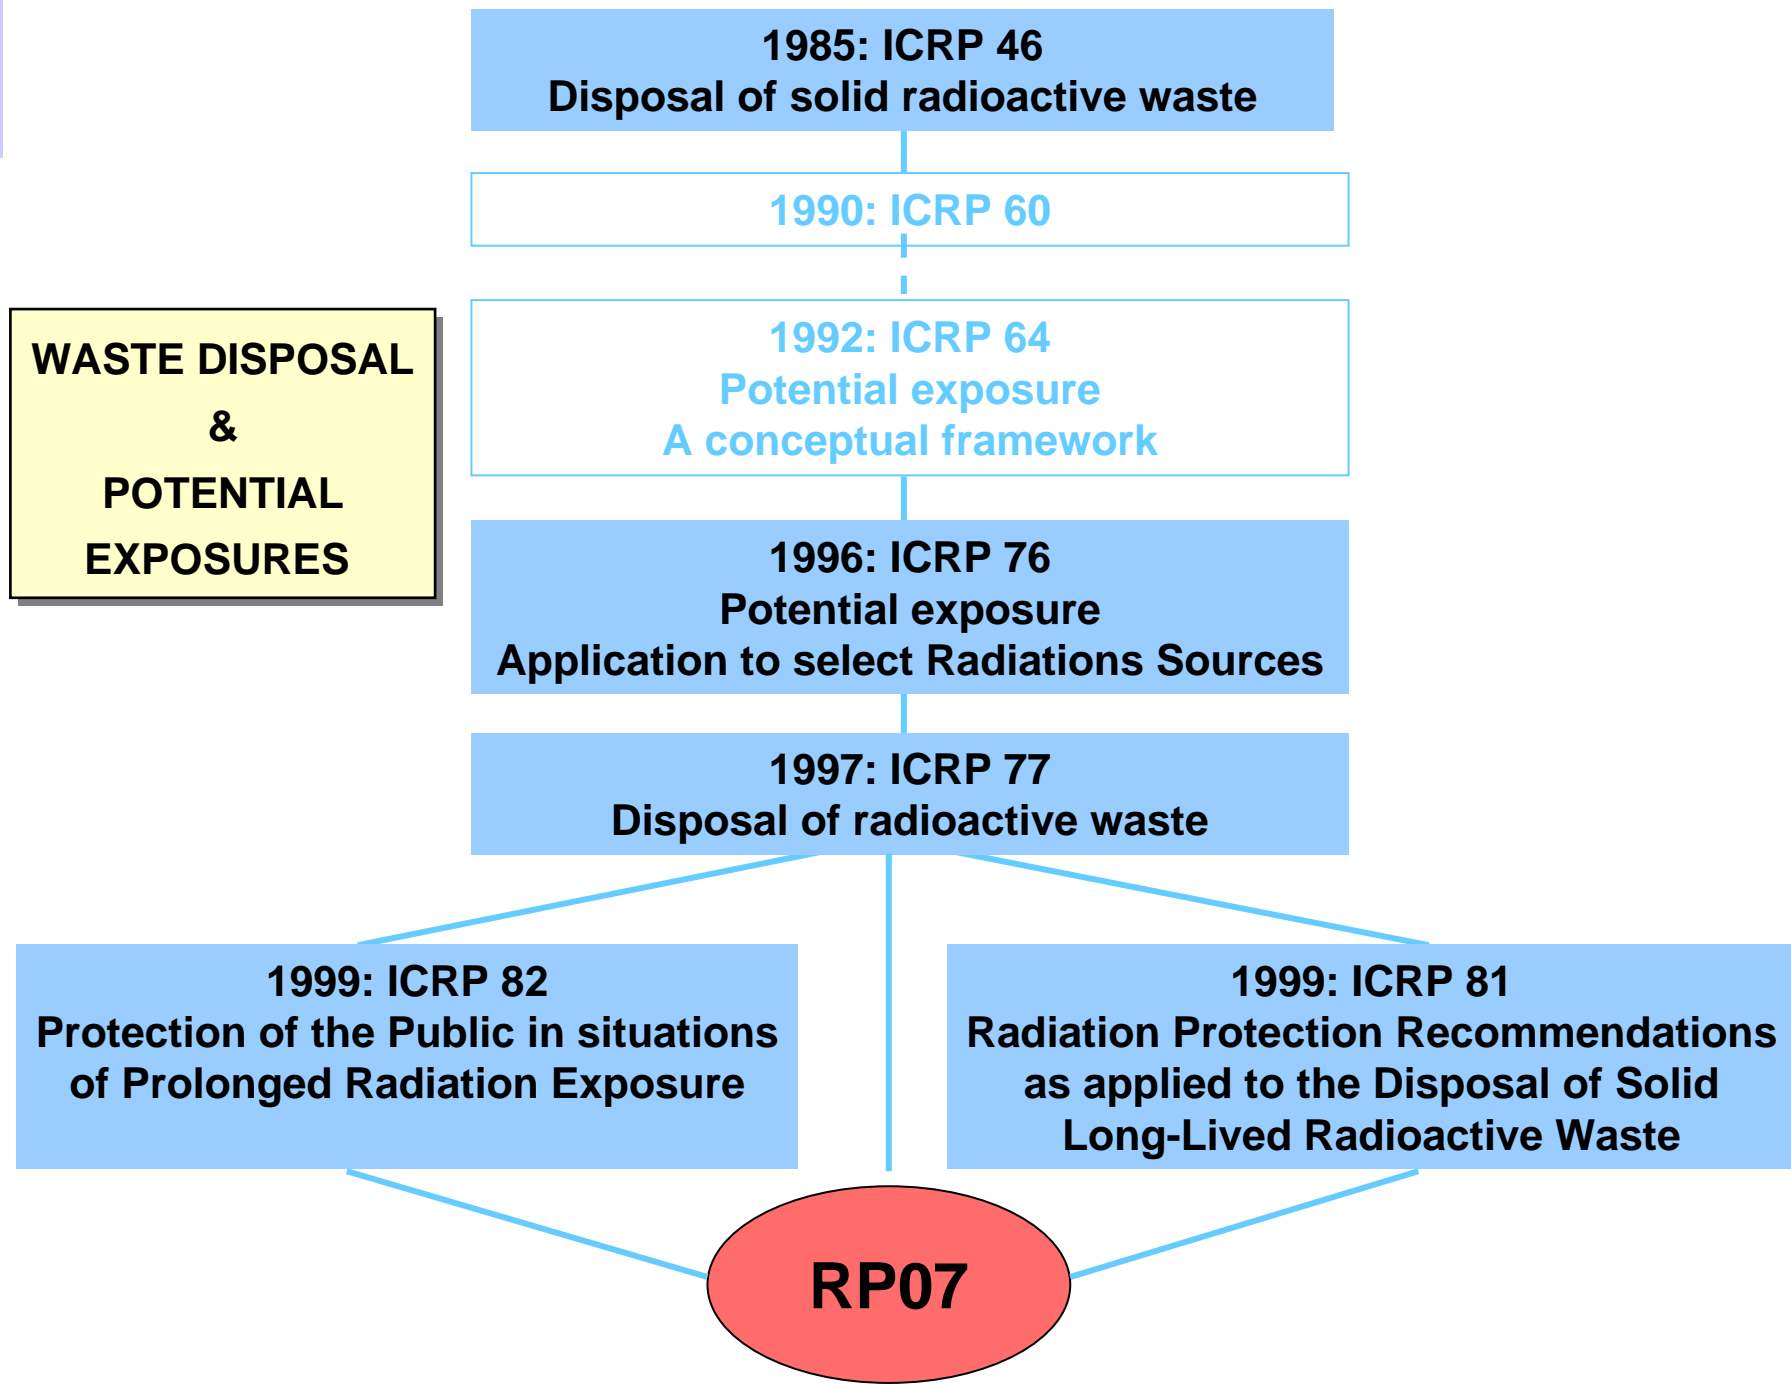 1985: ICRP 46
Disposal of solid radioactive waste
1990: ICRP 60
1992: ICRP 64
Potential exposure
A conceptual framework
WASTE DISPOSAL
&
POTENTIAL
EXPOSURES
1996: ICRP 76
Potential exposure
Application to select Radiations Sources
1997: ICRP 77
Disposal of radioactive waste
1999: ICRP 82
Protection of the Public in situations
of Prolonged Radiation Exposure
1999: ICRP 81
Radiation Protection Recommendations
as applied to the Disposal of Solid
Long-Lived Radioactive Waste
RP07